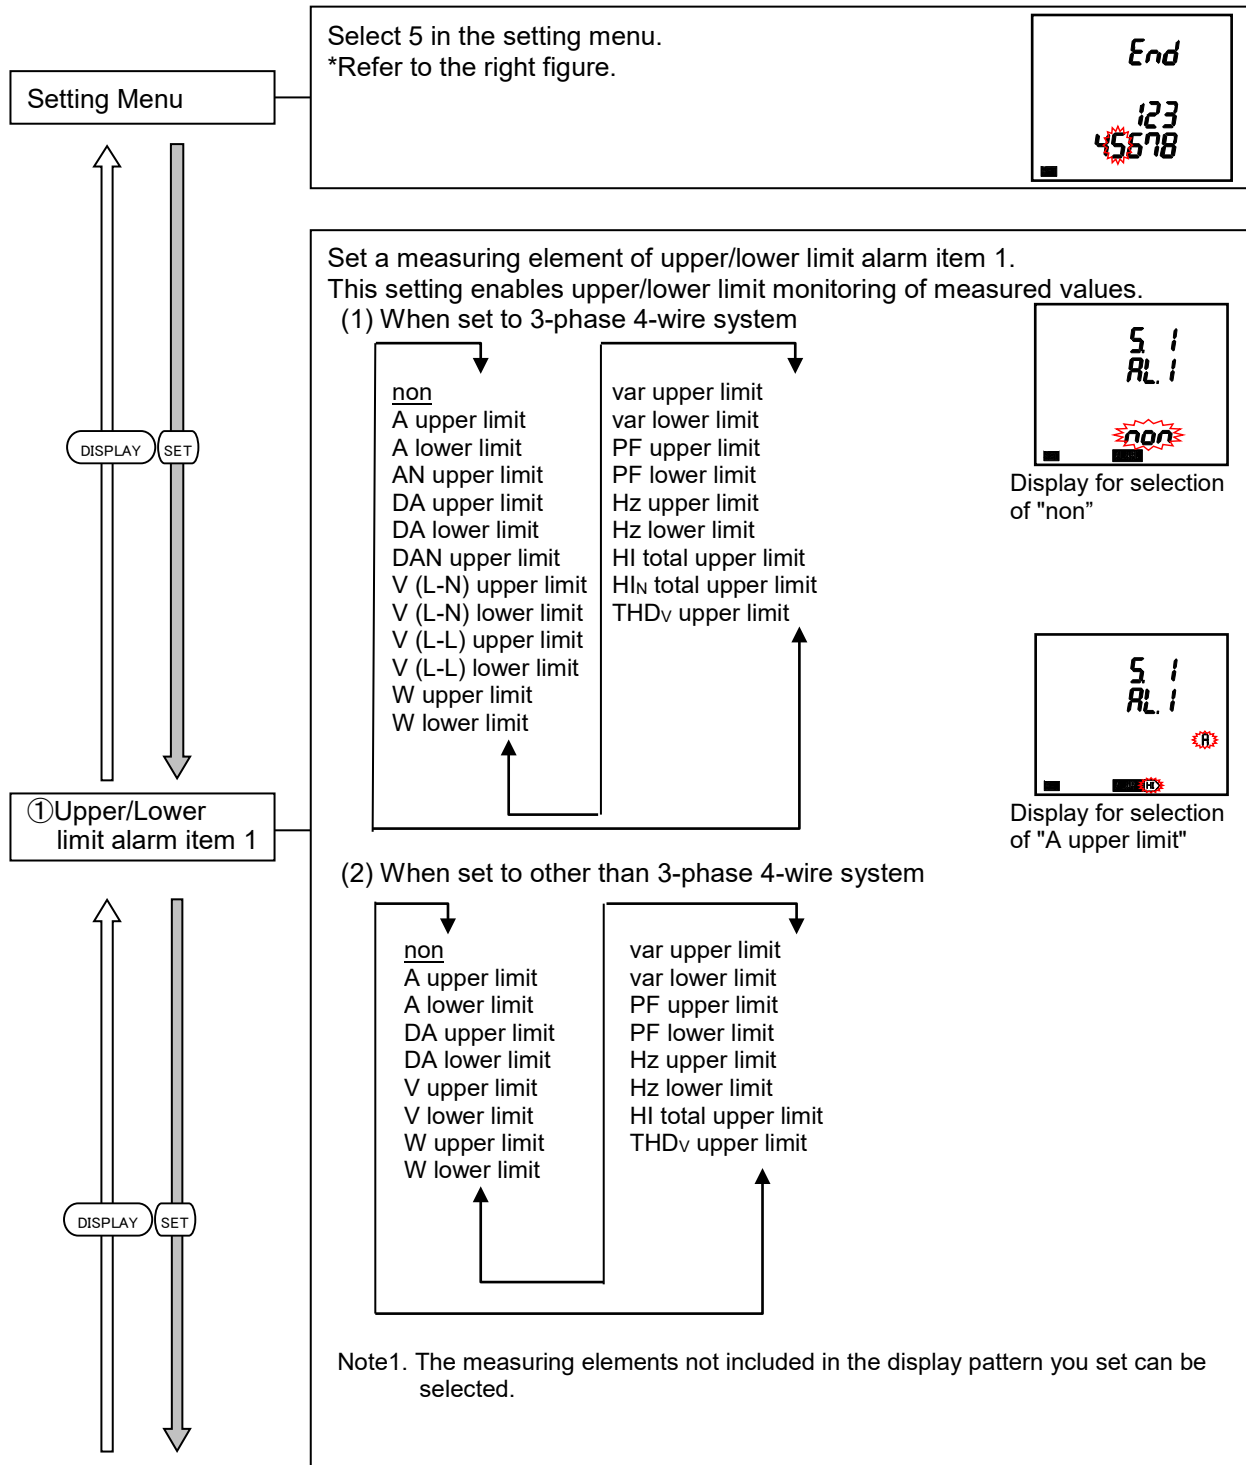 Select 5 in the setting menu.
*Refer to the right figure.
End
123
45678
Setting Menu
Set a measuring element of upper/lower limit alarm item 1.
This setting enables upper/lower limit monitoring of measured values.
(1) When set to 3-phase 4-wire system
non
A upper limit
A lower limit
AN upper limit
DA upper limit
DA lower limit
DAN upper limit
V (L-N) upper limit
V (L-N) lower limit
V (L-L) upper limit
V (L-L) lower limit
W upper limit
W lower limit
var upper limit
var lower limit
PF upper limit
PF lower limit
Hz upper limit
Hz lower limit
HI total upper limit
HIN total upper limit
THDV upper limit
5. 1
AL. 1
non
Display for selection
of "non”
DISPLAY
SET
5. 1
AL. 1
A
HI
Display for selection
of "A upper limit"
①Upper/Lower
limit alarm item 1
(2) When set to other than 3-phase 4-wire system
non
A upper limit
A lower limit
DA upper limit
DA lower limit
V upper limit
V lower limit
W upper limit
W lower limit
var upper limit
var lower limit
PF upper limit
PF lower limit
Hz upper limit
Hz lower limit
HI total upper limit
THDV upper limit
DISPLAY
SET
Note1. The measuring elements not included in the display pattern you set can be
selected.